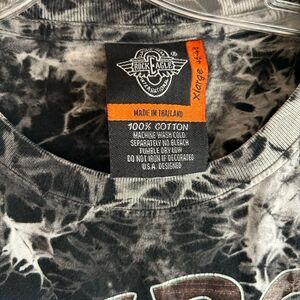 ROCK EAGLE
INTERNATIONAL
®
Xlarge
MADE IN THAILAND
100% COTTON
MACHINE WASH COLD
SEPARATELY NO BLEACH
TUMBLE DRY LOW
DO NOT IRON IF DECORATED
U.S.A. DESIGNED